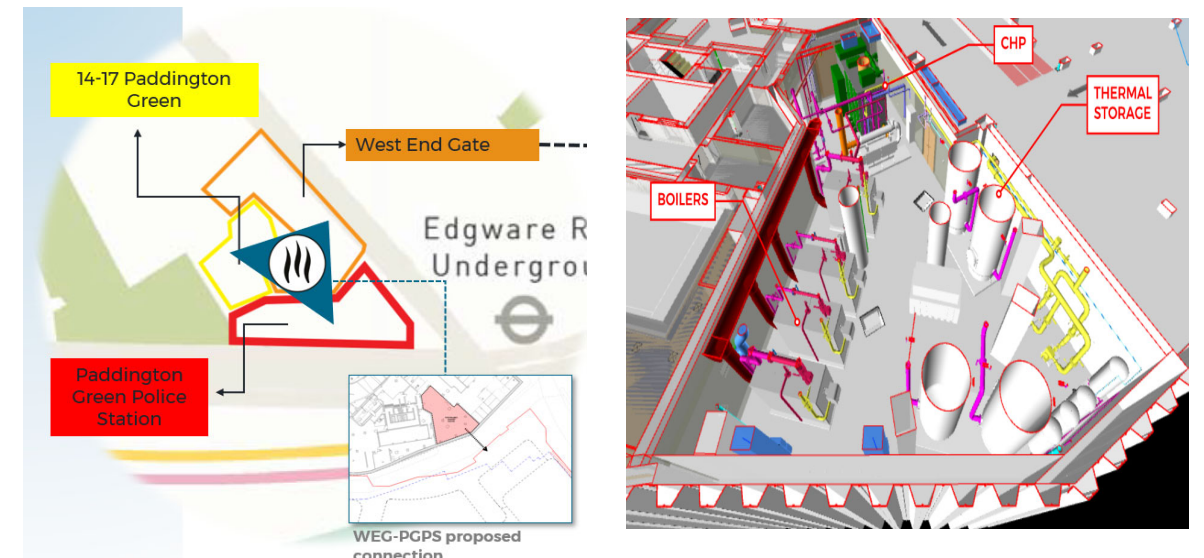 14-17 Paddington
Green
West End Gate
Edgware R
Undergrou
Paddington
Green Police
Station
WEG-PGPS proposed
connection
CHP
THERMAL
STORAGE
BOILERS